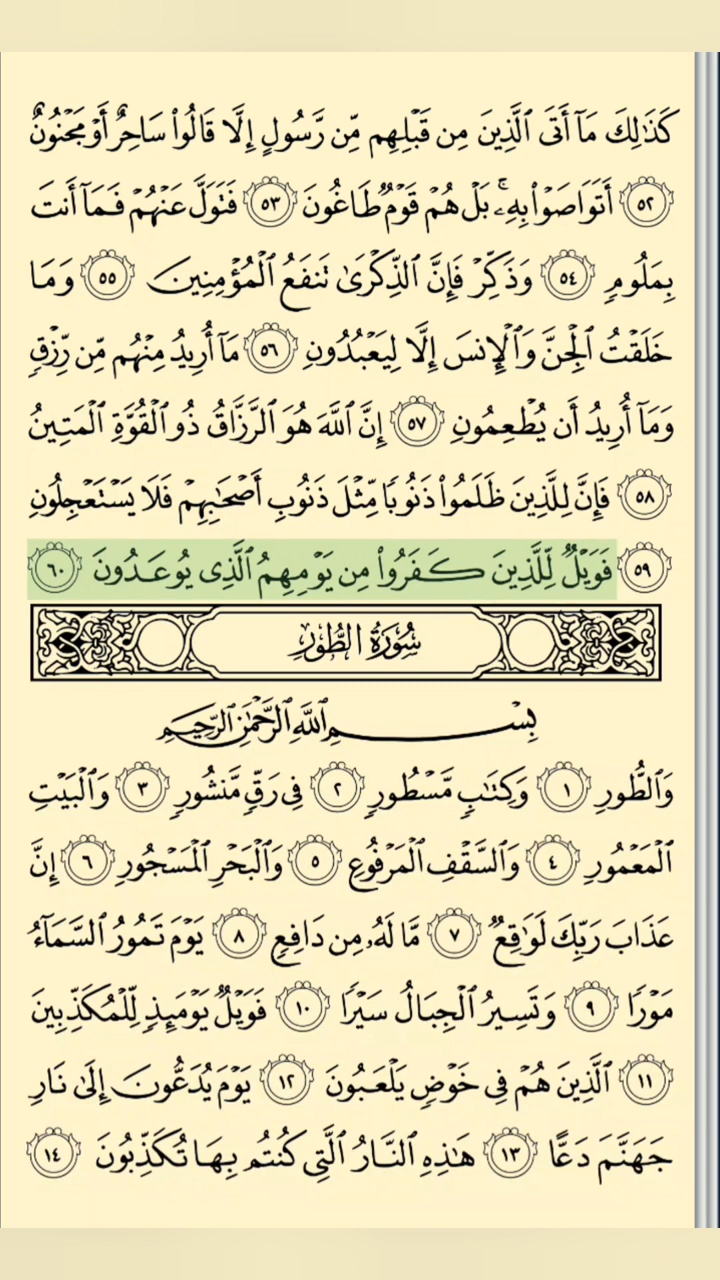 كَذَٰلِكَ مَآ أَتَى ٱلَّذِينَ مِن قَبْلِهِم مِّن رَّسُولٍ إِلَّا قَالُوا۟ سَاحِرٌ أَوْ مَجْنُونٌ
٥٢ أَتَوَاصَوْا۟ بِهِۦ ۚ بَلْ هُمْ قَوْمٌ طَاغُونَ ٥٣ فَتَوَلَّ عَنْهُمْ فَمَآ أَنتَ
بِمَلُومٍ ٥٤ وَذَكِّرْ فَإِنَّ ٱلذِّكْرَىٰ تَنفَعُ ٱلْمُؤْمِنِينَ ٥٥ وَمَا
خَلَقْتُ ٱلْجِنَّ وَٱلْإِنسَ إِلَّا لِيَعْبُدُونِ ٥٦ مَآ أُرِيدُ مِنْهُم مِّن رِّزْقٍ
وَمَآ أُرِيدُ أَن يُطْعِمُونِ ٥٧ إِنَّ ٱللَّهَ هُوَ ٱلرَّزَّاقُ ذُو ٱلْقُوَّةِ ٱلْمَتِينُ
٥٨ فَإِنَّ لِلَّذِينَ ظَلَمُوا۟ ذَنُوبًا مِّثْلَ ذَنُوبِ أَصْحَٰبِهِمْ فَلَا يَسْتَعْجِلُونِ
٥٩ فَوَيْلٌ لِّلَّذِينَ كَفَرُوا۟ مِن يَوْمِهِمُ ٱلَّذِى يُوعَدُونَ ٦٠
سُورَةُ الطُّورِ
بِسْمِ ٱللَّهِ ٱلرَّحْمَٰنِ ٱلرَّحِيمِ
وَٱلطُّورِ ١ وَكِتَٰبٍ مَّسْطُورٍ ٢ فِى رَقٍّ مَّنشُورٍ ٣ وَٱلْبَيْتِ
ٱلْمَعْمُورِ ٤ وَٱلسَّقْفِ ٱلْمَرْفُوعِ ٥ وَٱلْبَحْرِ ٱلْمَسْجُورِ ٦ إِنَّ
عَذَابَ رَبِّكَ لَوَٰقِعٌ ٧ مَّا لَهُۥ مِن دَافِعٍ ٨ يَوْمَ تَمُورُ ٱلسَّمَآءُ
مَوْرًا ٩ وَتَسِيرُ ٱلْجِبَالُ سَيْرًا ١٠ فَوَيْلٌ يَوْمَئِذٍ لِّلْمُكَذِّبِينَ
١١ ٱلَّذِينَ هُمْ فِى خَوْضٍ يَلْعَبُونَ ١٢ يَوْمَ يُدَعُّونَ إِلَىٰ نَارِ
جَهَنَّمَ دَعًّا ١٣ هَٰذِهِ ٱلنَّارُ ٱلَّتِى كُنتُم بِهَا تُكَذِّبُونَ ١٤